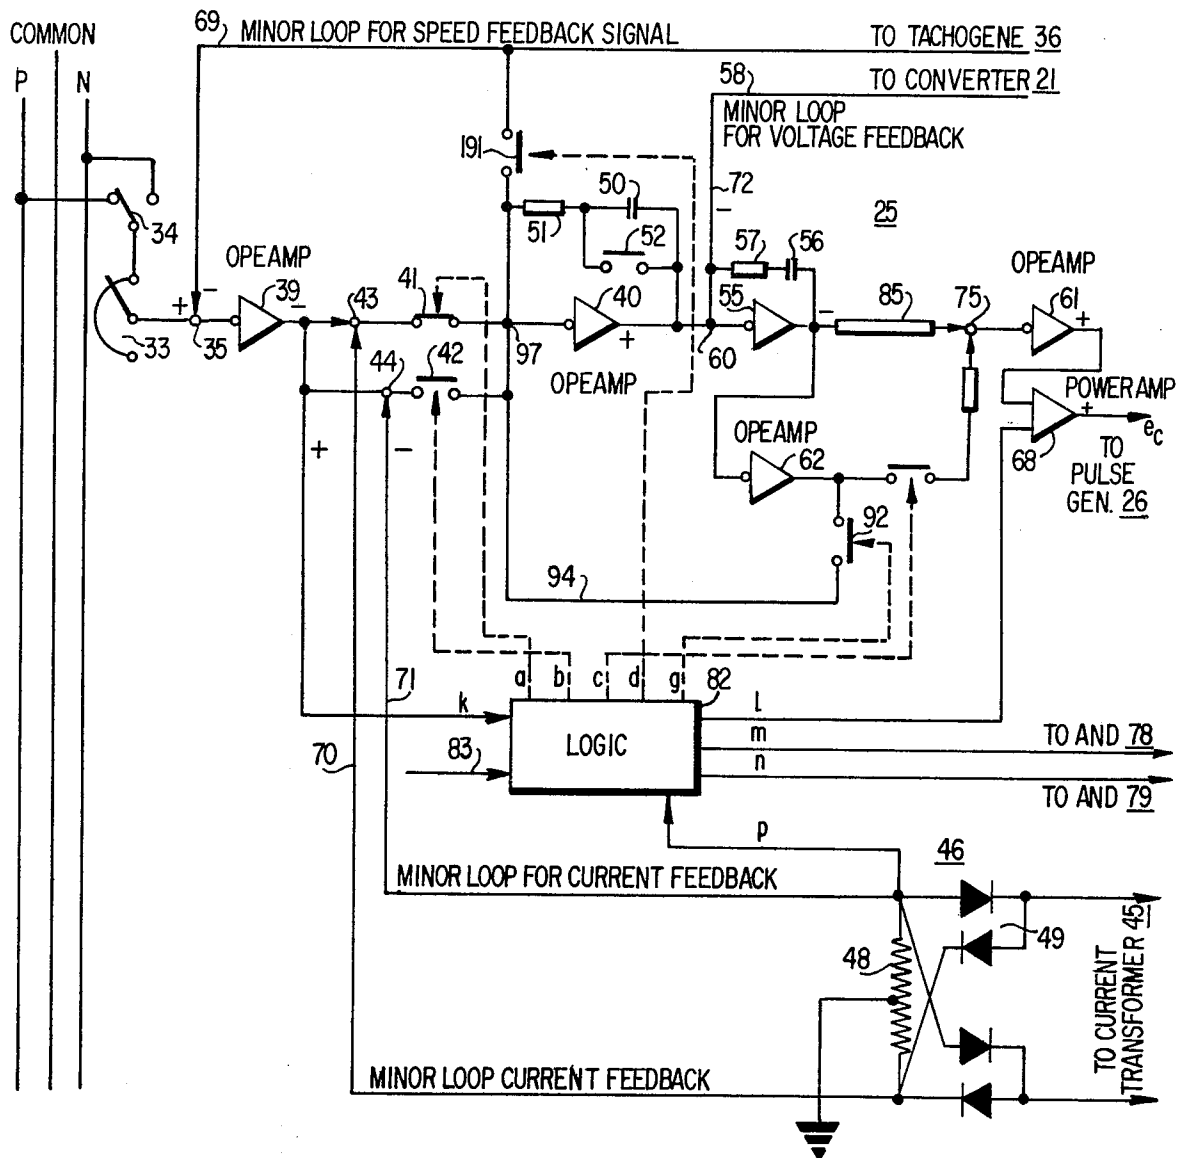 COMMON
P
N
69
MINOR LOOP FOR SPEED FEEDBACK SIGNAL
TO TACHOGENE 36
58
TO CONVERTER 21
MINOR LOOP
FOR VOLTAGE FEEDBACK
191
72
−
50
51
52
25
34
OPEAMP
39
−
+
−
33
35
43
41
97
40
+
OPEAMP
57
56
55
−
60
85
75
OPEAMP
61
+
44
42
POWER AMP
+
68
e c
TO
PULSE
GEN. 26
OPEAMP
62
+
−
92
94
71
a
b
c
d
g
82
k
LOGIC
l
m
TO AND 78
n
TO AND 79
83
70
p
46
MINOR LOOP FOR CURRENT FEEDBACK
48
49
TO CURRENT
TRANSFORMER 45
MINOR LOOP CURRENT FEEDBACK